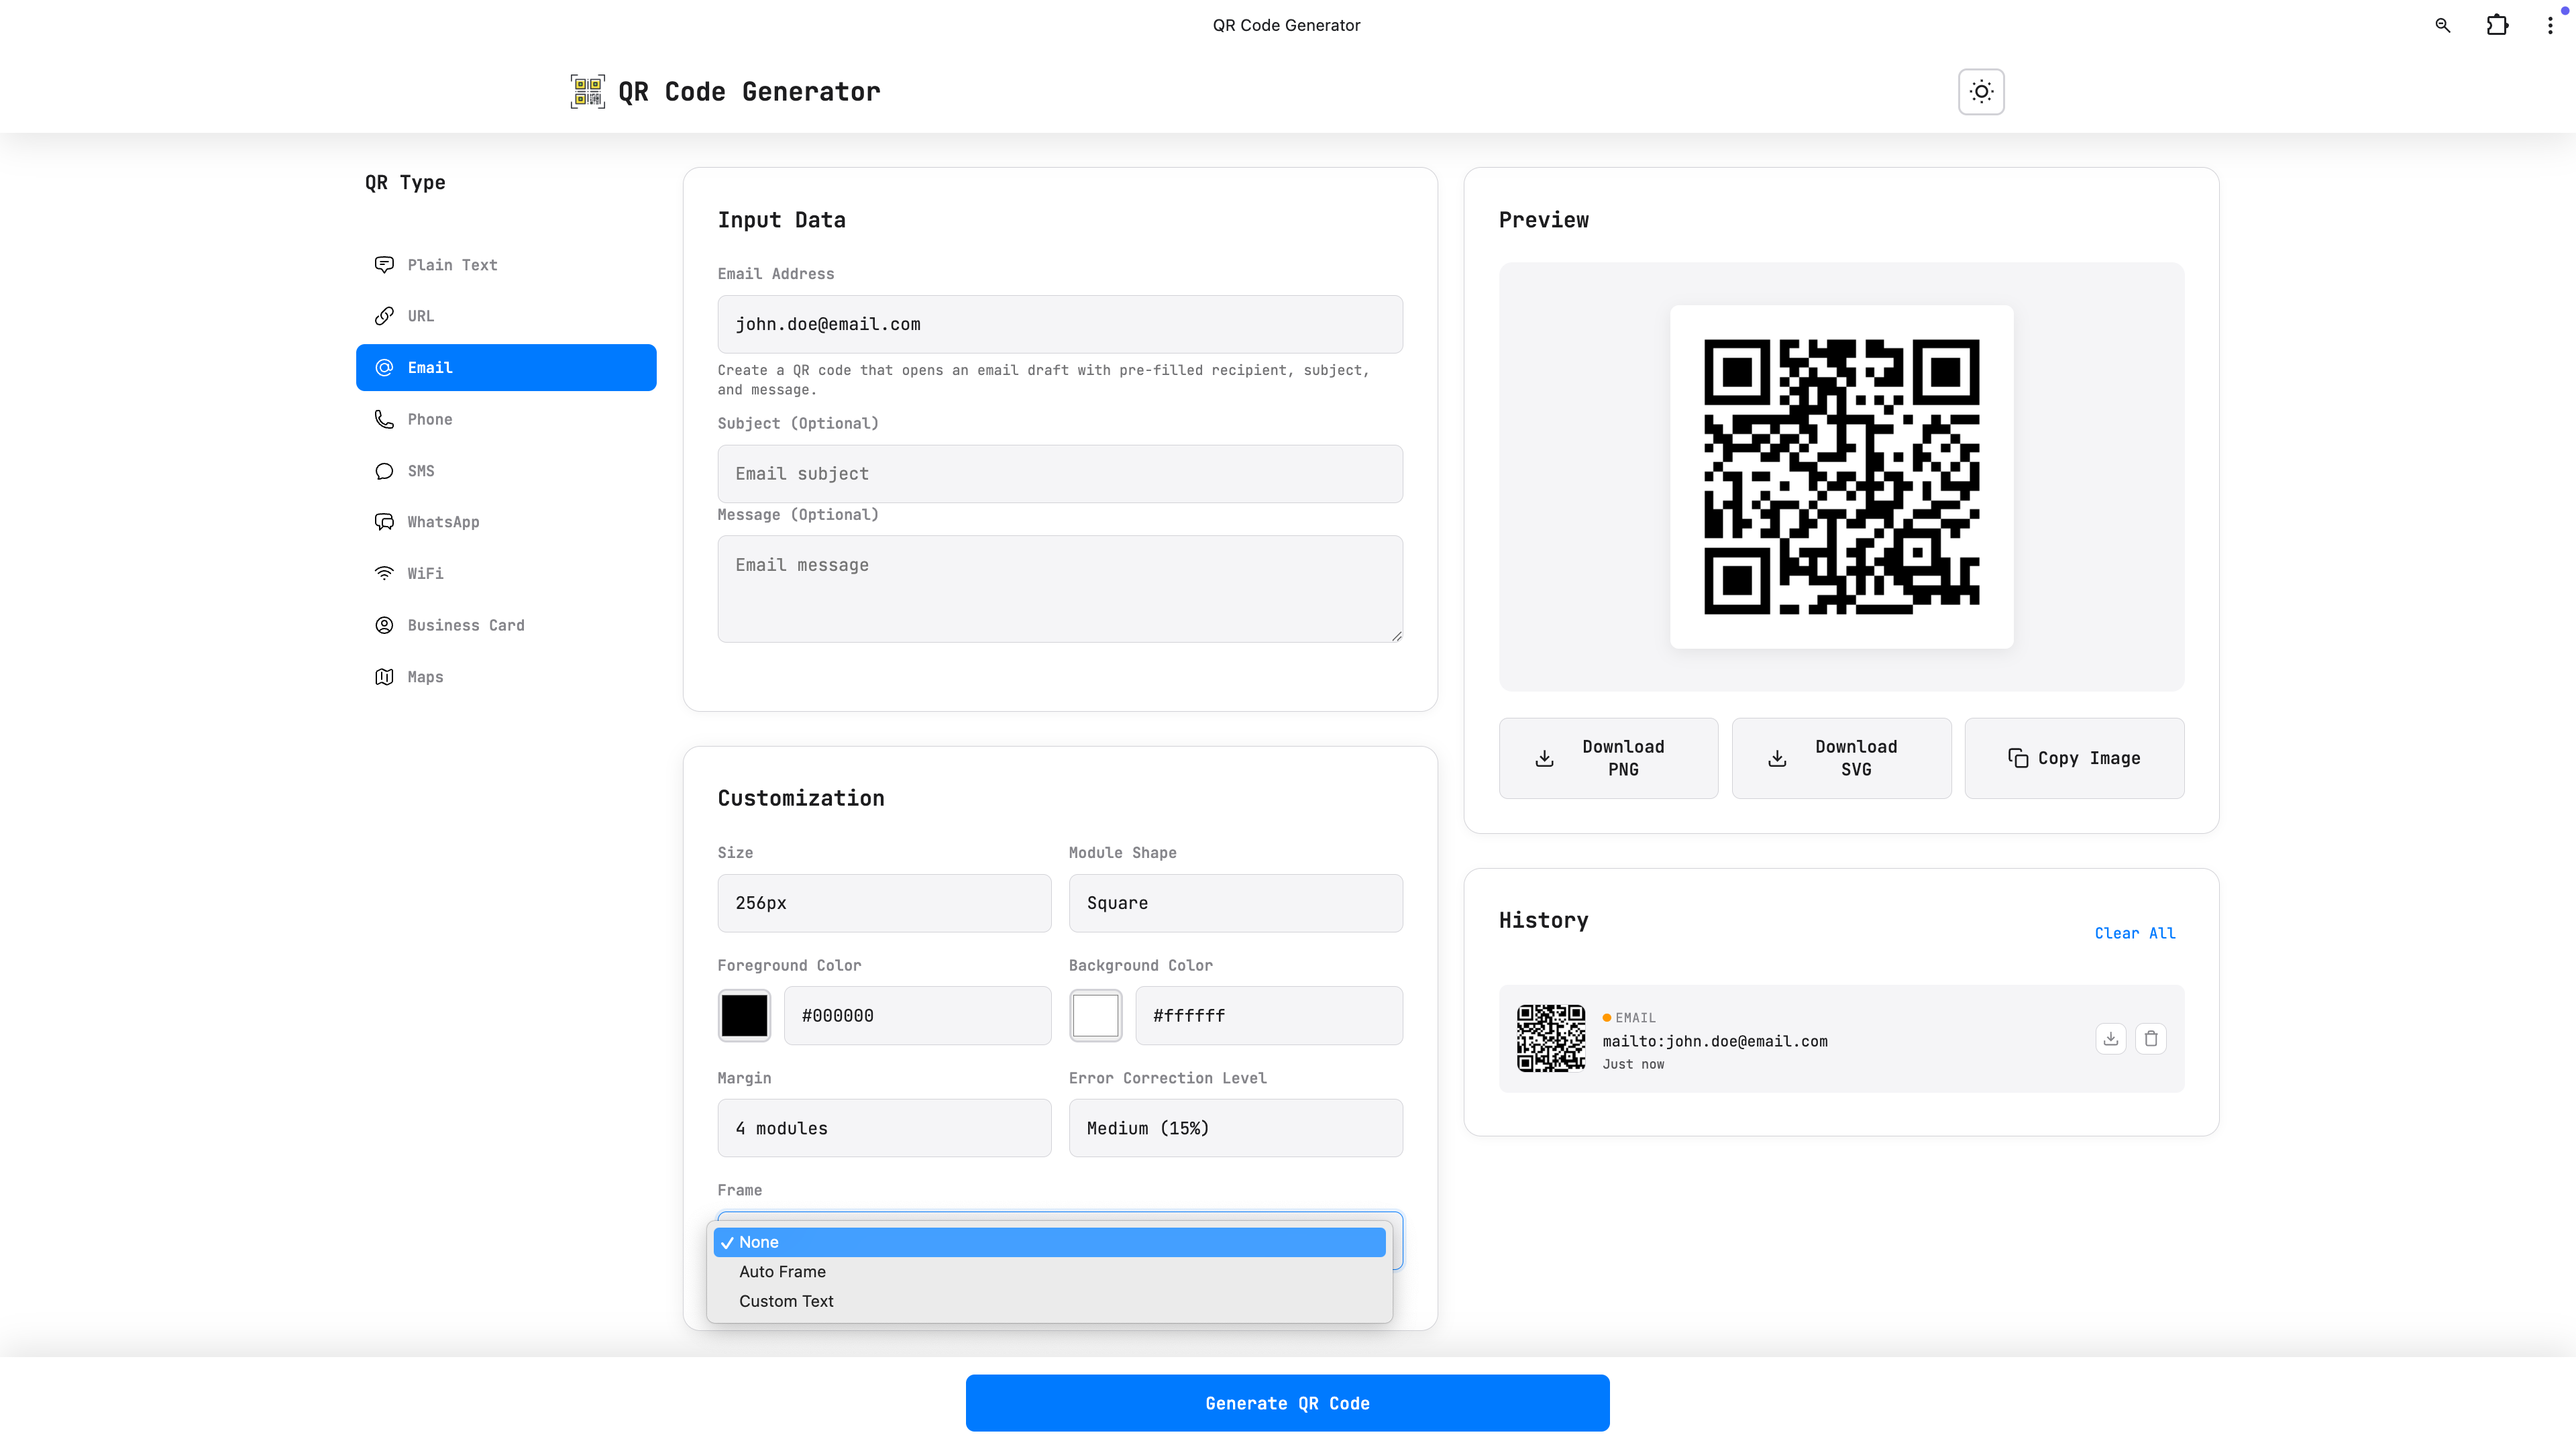 QR Code Generator
QR Code Generator
QR Type
Plain Text
URL
Email
Phone
SMS
WhatsApp
WiFi
Business Card
Maps
Input Data
Email Address
john.doe@email.com
Create a QR code that opens an email draft with pre-filled recipient, subject,
and message.
Subject (Optional)
Email subject
Message (Optional)
Email message
Customization
Size
Module Shape
256px
Square
Foreground Color
Background Color
#000000
#ffffff
Margin
Error Correction Level
4 modules
Medium (15%)
Frame
None
Auto Frame
Custom Text
Preview
Download
PNG
Download
SVG
Copy Image
History
Clear All
EMAIL
mailto:john.doe@email.com
Just now
Generate QR Code